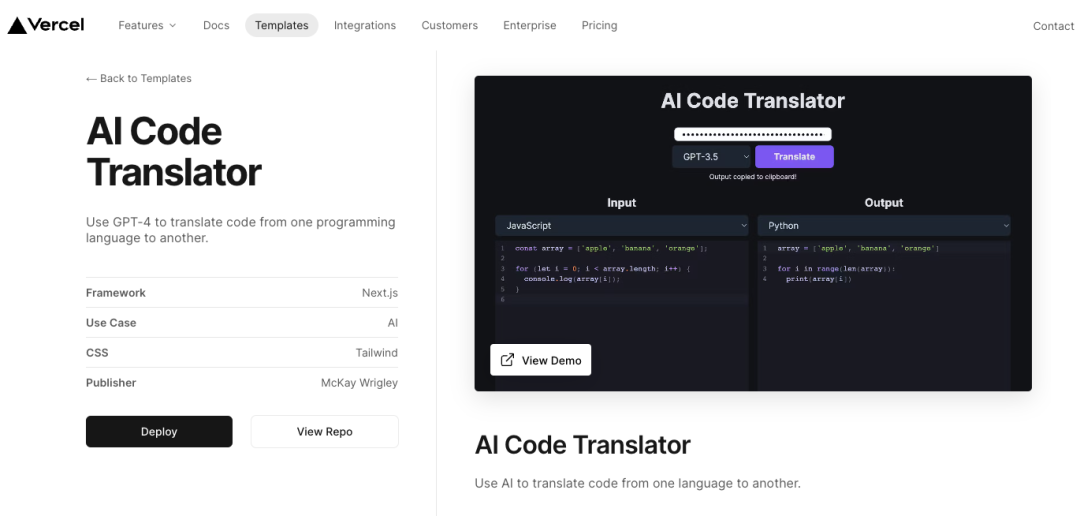 Vercel Features Docs Templates Integrations Customers Enterprise Pricing Contact
← Back to Templates
AI Code
Translator
Use GPT-4 to translate code from one programming
language to another.
Framework Next.js
Use Case AI
CSS Tailwind
Publisher McKay Wrigley
Deploy View Repo
AI Code Translator
GPT-3.5 Translate
Output copied to clipboard!
Input
JavaScript
1 const array = ['apple', 'banana', 'orange'];
2
3 for (let i = 0; i < array.length; i++) {
4 console.log(array[i]);
5 }
6
Output
Python
1 array = ['apple', 'banana', 'orange']
2
3 for i in range(len(array)):
4 print(array[i])
View Demo
AI Code Translator
Use AI to translate code from one language to another.